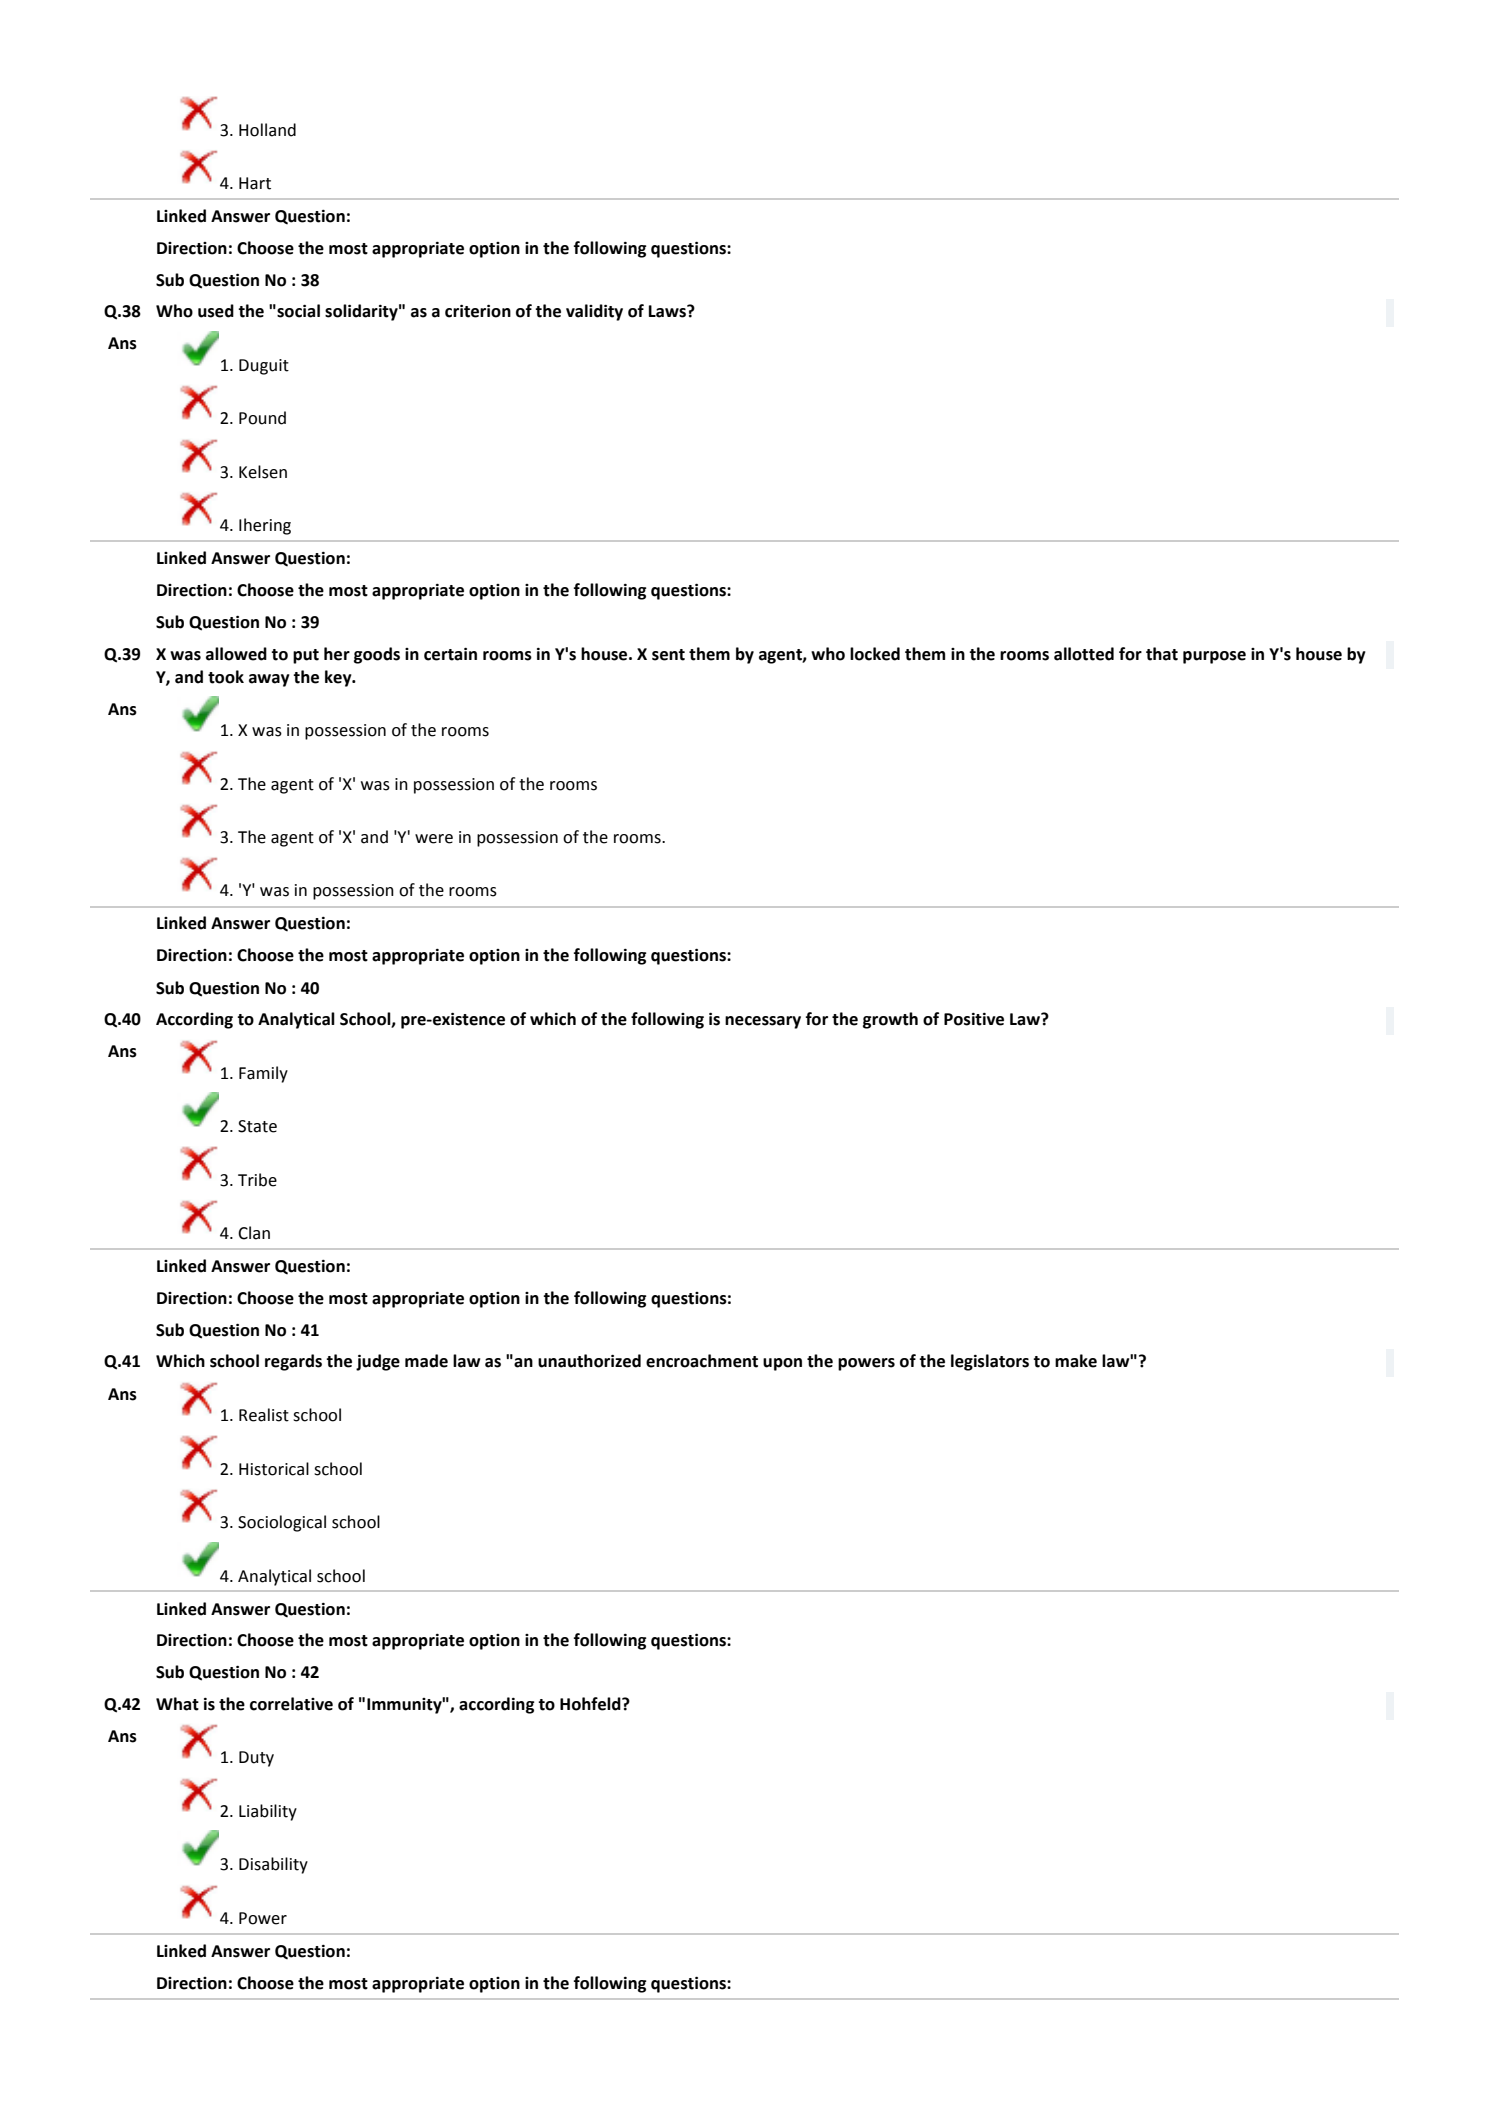 3. Holland
4. Hart
Linked Answer Question:
Direction: Choose the most appropriate option in the following questions:
Sub Question No : 38
Q.38 Who used the "social solidarity" as a criterion of the validity of Laws?
Ans
1. Duguit
2. Pound
3. Kelsen
4. Ihering
Linked Answer Question:
Direction: Choose the most appropriate option in the following questions:
Sub Question No : 39
Q.39 X was allowed to put her goods in certain rooms in Y's house. X sent them by agent, who locked them in the rooms allotted for that purpose in Y's house by
Y, and took away the key.
Ans
1. X was in possession of the rooms
2. The agent of 'X' was in possession of the rooms
3. The agent of 'X' and 'Y' were in possession of the rooms.
4. 'Y' was in possession of the rooms
Linked Answer Question:
Direction: Choose the most appropriate option in the following questions:
Sub Question No : 40
Q.40 According to Analytical School, pre-existence of which of the following is necessary for the growth of Positive Law?
Ans
1. Family
2. State
3. Tribe
4. Clan
Linked Answer Question:
Direction: Choose the most appropriate option in the following questions:
Sub Question No : 41
Q.41 Which school regards the judge made law as "an unauthorized encroachment upon the powers of the legislators to make law"?
Ans
1. Realist school
2. Historical school
3. Sociological school
4. Analytical school
Linked Answer Question:
Direction: Choose the most appropriate option in the following questions:
Sub Question No : 42
Q.42 What is the correlative of "Immunity", according to Hohfeld?
Ans
1. Duty
2. Liability
3. Disability
4. Power
Linked Answer Question:
Direction: Choose the most appropriate option in the following questions: